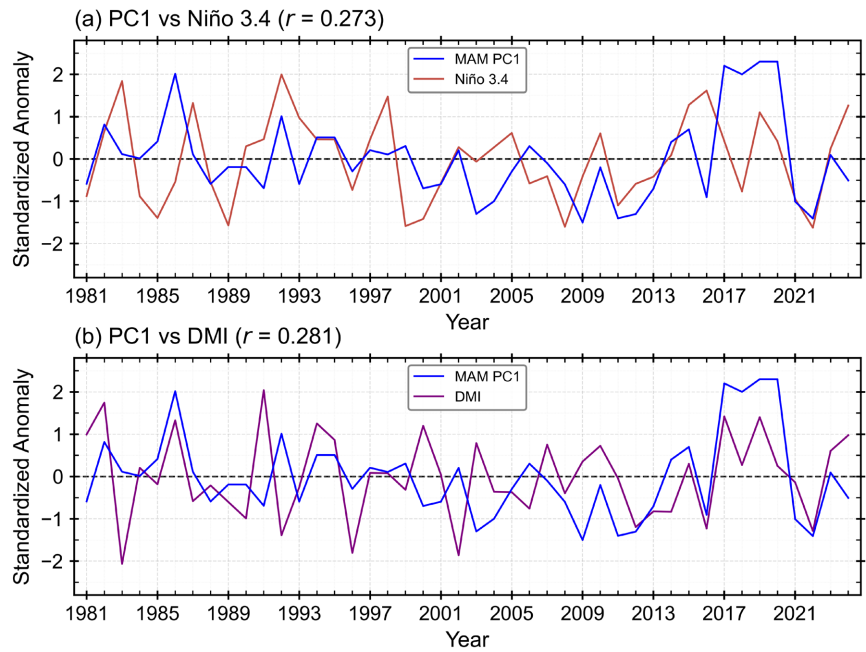 (a) PC1 vs Niño 3.4 (r = 0.273)
Standardized Anomaly
2
1
0
−1
−2
MAM PC1
Niño 3.4
1981 1985 1989 1993 1997 2001 2005 2009 2013 2017 2021
Year
(b) PC1 vs DMI (r = 0.281)
Standardized Anomaly
2
1
0
−1
−2
MAM PC1
DMI
1981 1985 1989 1993 1997 2001 2005 2009 2013 2017 2021
Year